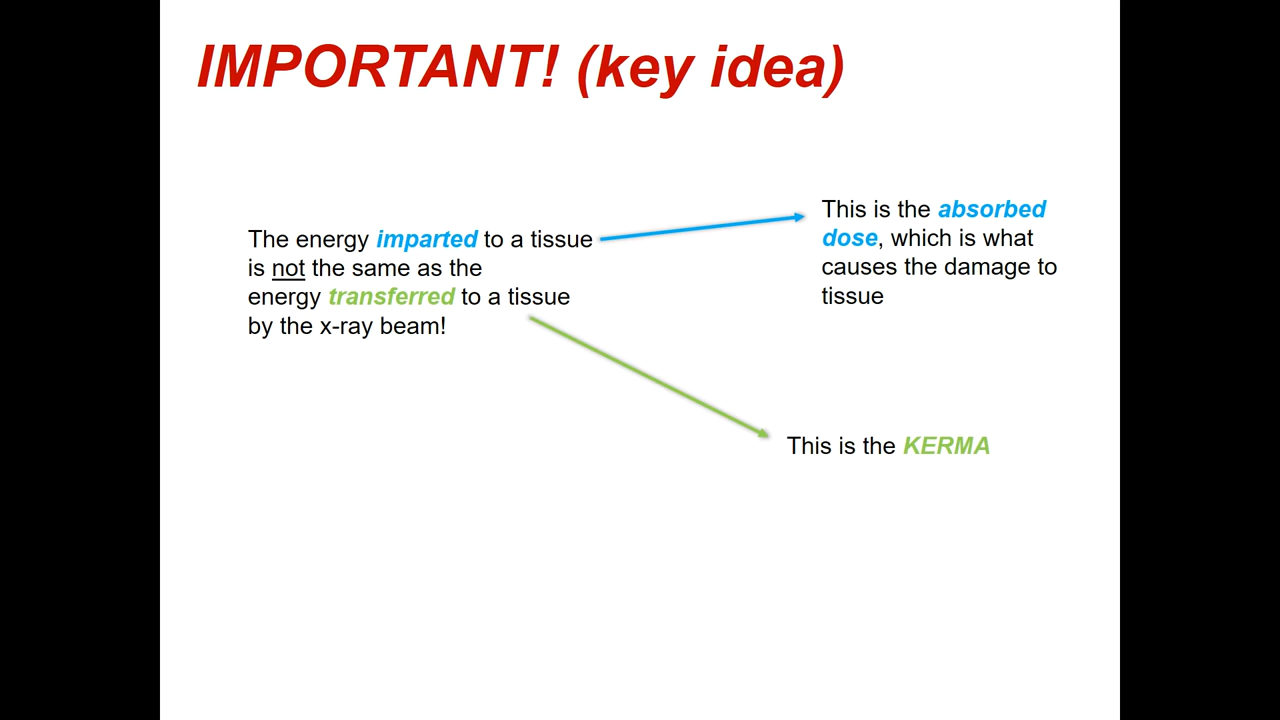 IMPORTANT! (key idea)
The energy imparted to a tissue
is not the same as the
energy transferred to a tissue
by the x-ray beam!
This is the absorbed
dose, which is what
causes the damage to
tissue
This is the KERMA